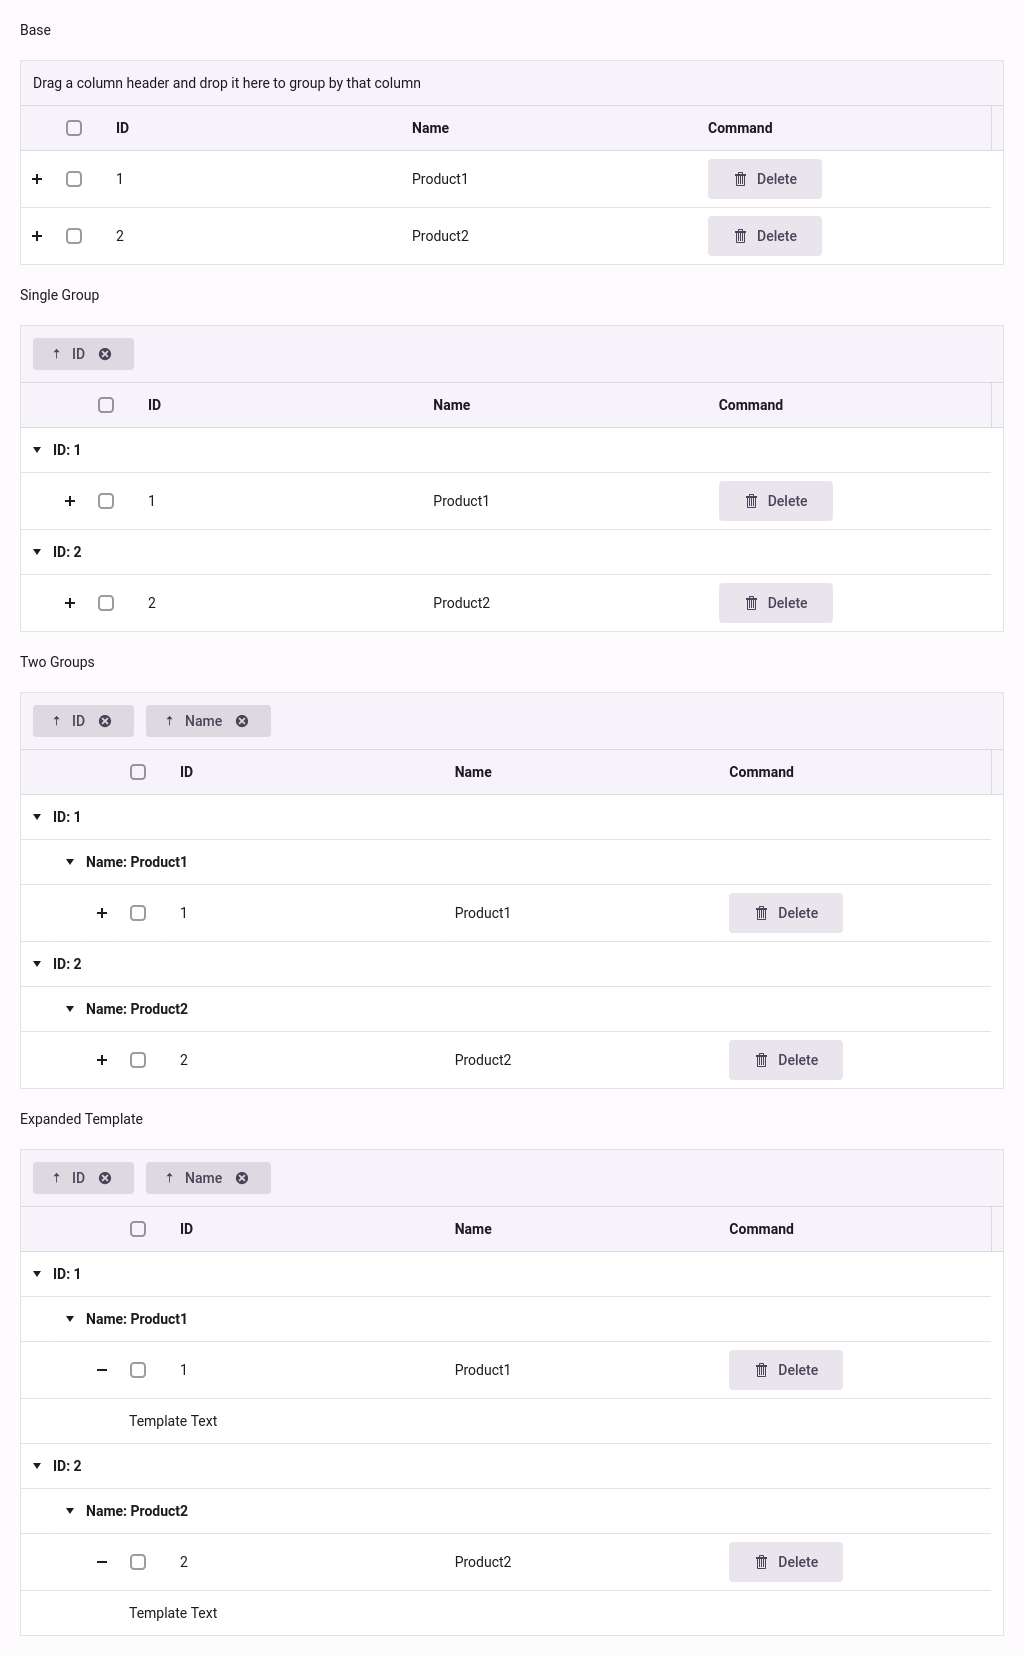 Base
Drag a column header and drop it here to group by that column
ID Name Command
1 Product1 Delete
2 Product2 Delete
Single Group
ID
ID Name Command
ID: 1
1 Product1 Delete
ID: 2
2 Product2 Delete
Two Groups
ID Name
ID Name Command
ID: 1
Name: Product1
1 Product1 Delete
ID: 2
Name: Product2
2 Product2 Delete
Expanded Template
ID Name
ID Name Command
ID: 1
Name: Product1
1 Product1 Delete
Template Text
ID: 2
Name: Product2
2 Product2 Delete
Template Text